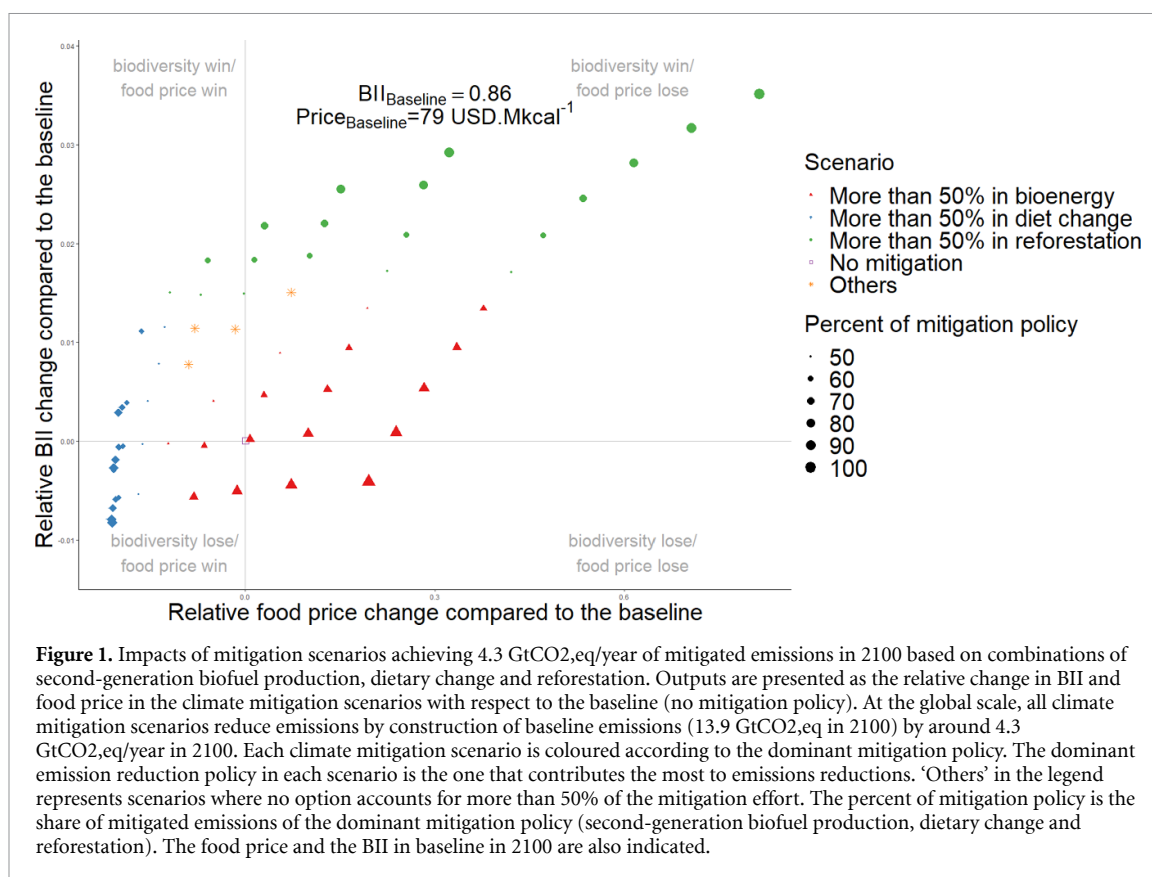 0.04
0.03
0.02
0.01
0.00
-0.01
Relative BII change compared to the baseline
biodiversity win/
food price win
BII_Baseline = 0.86
Price_Baseline=79 USD.Mkcal^-1
biodiversity win/
food price lose
biodiversity lose/
food price win
biodiversity lose/
food price lose
0.0
0.3
0.6
Relative food price change compared to the baseline
Scenario
More than 50% in bioenergy
More than 50% in diet change
More than 50% in reforestation
No mitigation
Others
Percent of mitigation policy
50
60
70
80
90
100
Figure 1. Impacts of mitigation scenarios achieving 4.3 GtCO2,eq/year of mitigated emissions in 2100 based on combinations of
second-generation biofuel production, dietary change and reforestation. Outputs are presented as the relative change in BII and
food price in the climate mitigation scenarios with respect to the baseline (no mitigation policy). At the global scale, all climate
mitigation scenarios reduce emissions by construction of baseline emissions (13.9 GtCO2,eq in 2100) by around 4.3
GtCO2,eq/year in 2100. Each climate mitigation scenario is coloured according to the dominant mitigation policy. The dominant
emission reduction policy in each scenario is the one that contributes the most to emissions reductions. ‘Others’ in the legend
represents scenarios where no option accounts for more than 50% of the mitigation effort. The percent of mitigation policy is the
share of mitigated emissions of the dominant mitigation policy (second-generation biofuel production, dietary change and
reforestation). The food price and the BII in baseline in 2100 are also indicated.